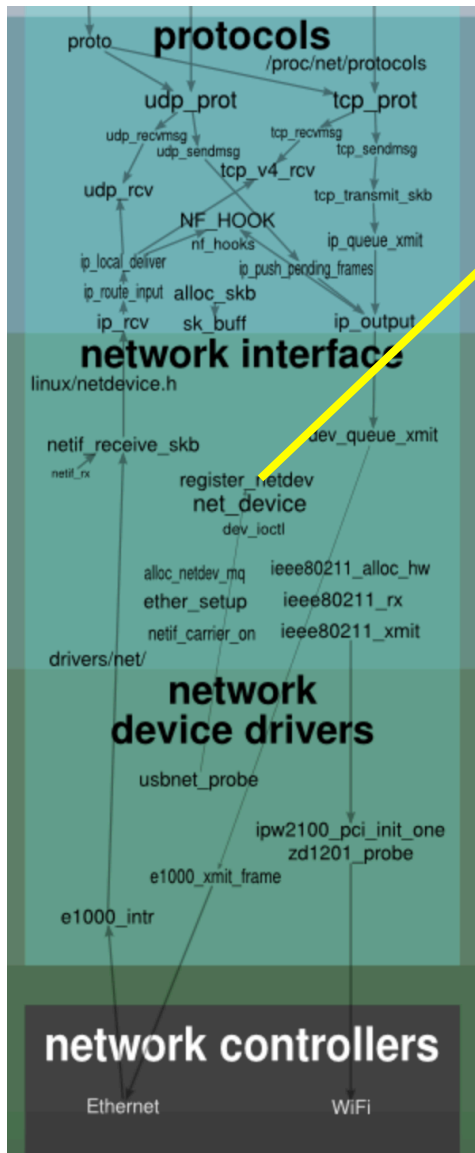 protocols
proto
/proc/net/protocols
udp_prot
tcp_prot
udp_recvmsg
tcp_recvmsg
udp_sendmsg
tcp_sendmsg
tcp_v4_rcv
udp_rcv
tcp_transmit_skb
NF_HOOK
nf_hooks
ip_queue_xmit
ip_local_deliver
ip_push_pending_frames
ip_route_input
alloc_skb
ip_rcv
sk_buff
ip_output
network interface
linux/netdevice.h
dev_queue_xmit
netif_receive_skb
netif_rx
register_netdev
net_device
dev_ioctl
alloc_netdev_mq
ieee80211_alloc_hw
ether_setup
ieee80211_rx
netif_carrier_on
ieee80211_xmit
drivers/net/
network
device drivers
usbnet_probe
ipw2100_pci_init_one
zd1201_probe
e1000_xmit_frame
e1000_intr
network controllers
Ethernet
WiFi